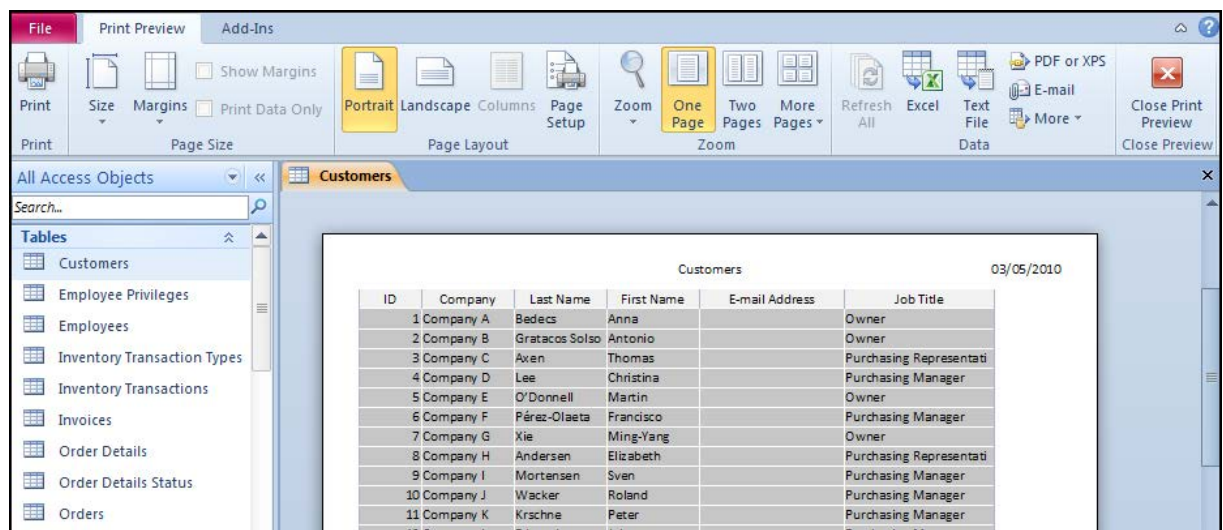 File Print Preview Add-Ins
Print
Size
Margins
Show Margins
Print Data Only
Page Size
Portrait Landscape Columns Page Setup
Page Layout
Zoom One Page Two Pages More Pages
Zoom
Refresh All Excel Text File
PDF or XPS
E-mail
More
Data
Close Print Preview
Close Preview
Print
All Access Objects
Search...
Tables
Customers
Employee Privileges
Employees
Inventory Transaction Types
Inventory Transactions
Invoices
Order Details
Order Details Status
Orders
Customers
Customers 03/05/2010
ID Company Last Name First Name E-mail Address Job Title
1 Company A Bedecs Anna Owner
2 Company B Gratacos Solso Antonio Owner
3 Company C Axen Thomas Purchasing Representati
4 Company D Lee Christina Purchasing Manager
5 Company E O'Donnell Martin Owner
6 Company F Pérez-Olaeta Francisco Purchasing Manager
7 Company G Xie Ming-Yang Owner
8 Company H Andersen Elizabeth Purchasing Representati
9 Company I Mortensen Sven Purchasing Manager
10 Company J Wacker Roland Purchasing Manager
11 Company K Krschne Peter Purchasing Manager